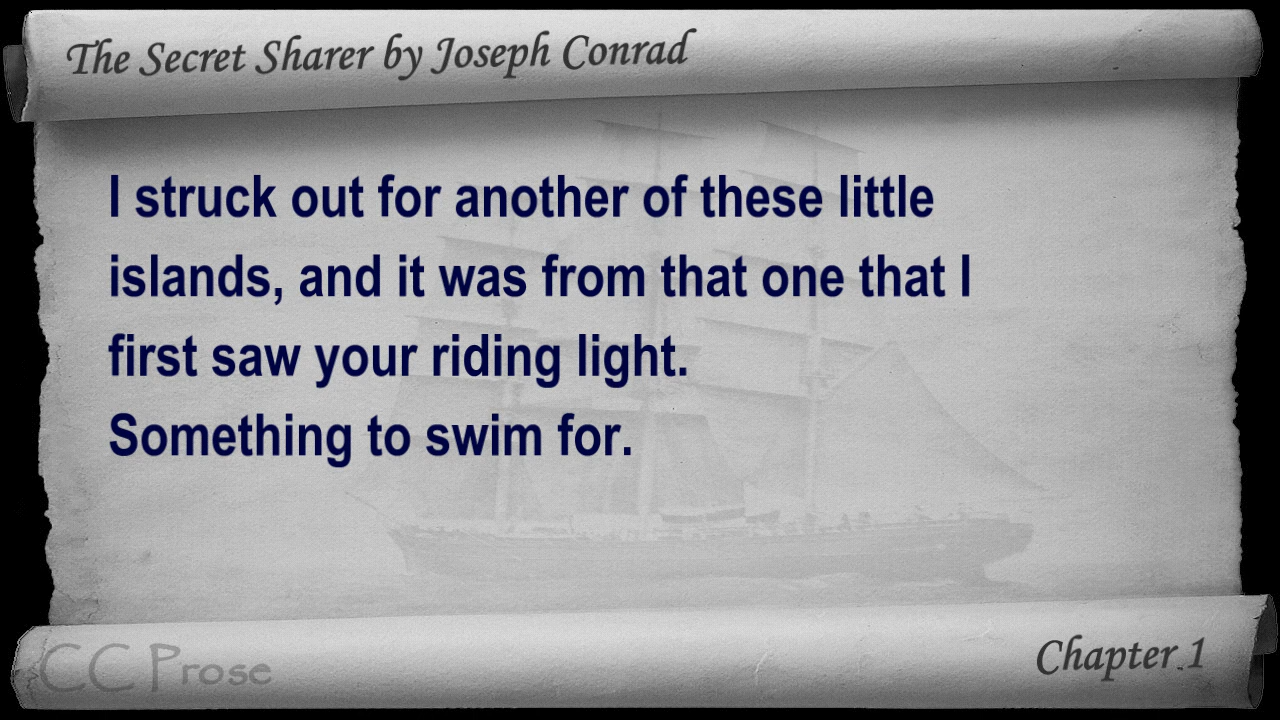 The Secret Sharer by Joseph Conrad
I struck out for another of these little
islands, and it was from that one that I
first saw your riding light.
Something to swim for.
CC Prose
Chapter 1